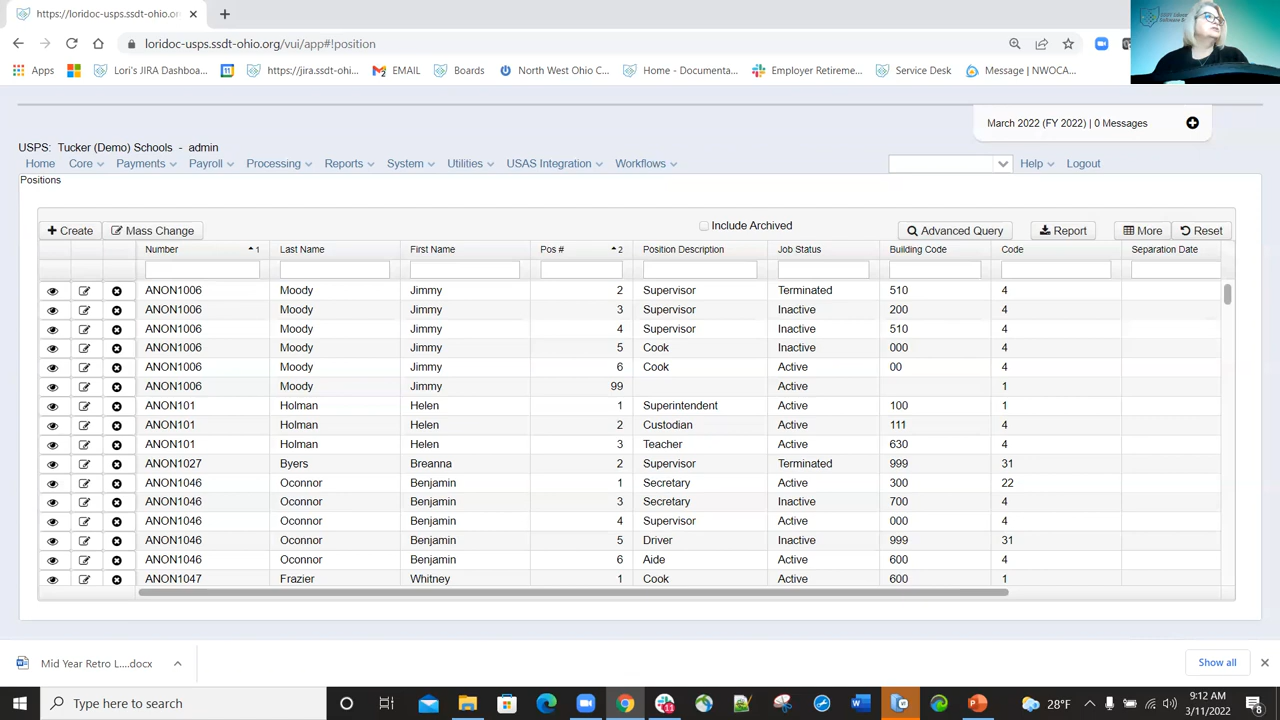 https://loridoc-usps.ssdt-ohio.org
loridoc-usps.ssdt-ohio.org/vui/app#!position
Apps Lori's JIRA Dashboa... https://jira.ssdt-ohi... EMAIL Boards North West Ohio C... Home - Documenta... Employer Retireme... Service Desk Message | NWOCA...
March 2022 (FY 2022) | 0 Messages
USPS: Tucker (Demo) Schools - admin
Home Core Payments Payroll Processing Reports System Utilities USAS Integration Workflows Help Logout
Positions
Create Mass Change Include Archived Advanced Query Report More Reset
Number 1 Last Name First Name Pos # 2 Position Description Job Status Building Code Code Separation Date
ANON1006 Moody Jimmy 2 Supervisor Terminated 510 4
ANON1006 Moody Jimmy 3 Supervisor Inactive 200 4
ANON1006 Moody Jimmy 4 Supervisor Inactive 510 4
ANON1006 Moody Jimmy 5 Cook Inactive 000 4
ANON1006 Moody Jimmy 6 Cook Active 00 4
ANON1006 Moody Jimmy 99 Active 1
ANON101 Holman Helen 1 Superintendent Active 100 1
ANON101 Holman Helen 2 Custodian Active 111 4
ANON101 Holman Helen 3 Teacher Active 630 4
ANON1027 Byers Breanna 2 Supervisor Terminated 999 31
ANON1046 Oconnor Benjamin 1 Secretary Active 300 22
ANON1046 Oconnor Benjamin 3 Secretary Inactive 700 4
ANON1046 Oconnor Benjamin 4 Supervisor Active 000 4
ANON1046 Oconnor Benjamin 5 Driver Inactive 999 31
ANON1046 Oconnor Benjamin 6 Aide Active 600 4
ANON1047 Frazier Whitney 1 Cook Active 600 1
Mid Year Retro L....docx
Show all
Type here to search
28°F
9:12 AM
3/11/2022